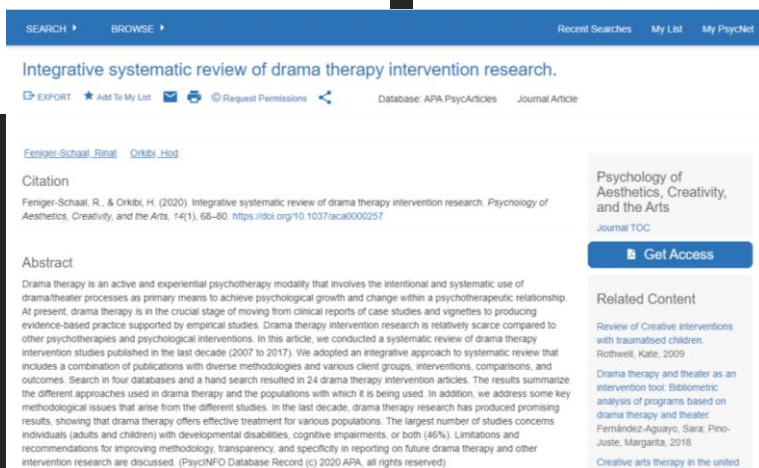 SEARCH BROWSE Recent Searches My List My PsycNet
Integrative systematic review of drama therapy intervention research.
EXPORT Add To My List © Request Permissions Database: APA PsycArticles Journal Article
Feniger-Schaal, Rinat Orkibi, Hod
Citation
Feniger-Schaal, R., & Orkibi, H. (2020). Integrative systematic review of drama therapy intervention research. Psychology of
Aesthetics, Creativity, and the Arts, 14(1), 68–80. https://doi.org/10.1037/aca0000257
Abstract
Drama therapy is an active and experiential psychotherapy modality that involves the intentional and systematic use of
drama/theater processes as primary means to achieve psychological growth and change within a psychotherapeutic relationship.
At present, drama therapy is in the crucial stage of moving from clinical reports of case studies and vignettes to producing
evidence-based practice supported by empirical studies. Drama therapy intervention research is relatively scarce compared to
other psychotherapies and psychological interventions. In this article, we conducted a systematic review of drama therapy
intervention studies published in the last decade (2007 to 2017). We adopted an integrative approach to systematic review that
includes a combination of publications with diverse methodologies and various client groups, interventions, comparisons, and
outcomes. Search in four databases and a hand search resulted in 24 drama therapy intervention articles. The results summarize
the different approaches used in drama therapy and the populations with which it is being used. In addition, we address some key
methodological issues that arise from the different studies. In the last decade, drama therapy research has produced promising
results, showing that drama therapy offers effective treatment for various populations. The largest number of studies concerns
individuals (adults and children) with developmental disabilities, cognitive impairments, or both (46%). Limitations and
recommendations for improving methodology, transparency, and specificity in reporting on future drama therapy and other
intervention research are discussed. (PsycINFO Database Record (c) 2020 APA, all rights reserved)
Psychology of
Aesthetics, Creativity,
and the Arts
Journal TOC
Get Access
Related Content
Review of Creative interventions
with traumatised children.
Rothwell, Kate, 2009
Drama therapy and theater as an
intervention tool: Bibliometric
analysis of programs based on
drama therapy and theater.
Fernández-Aguayo, Sara; Pino-
Juste, Margarita, 2018
Creative arts therapy in the united